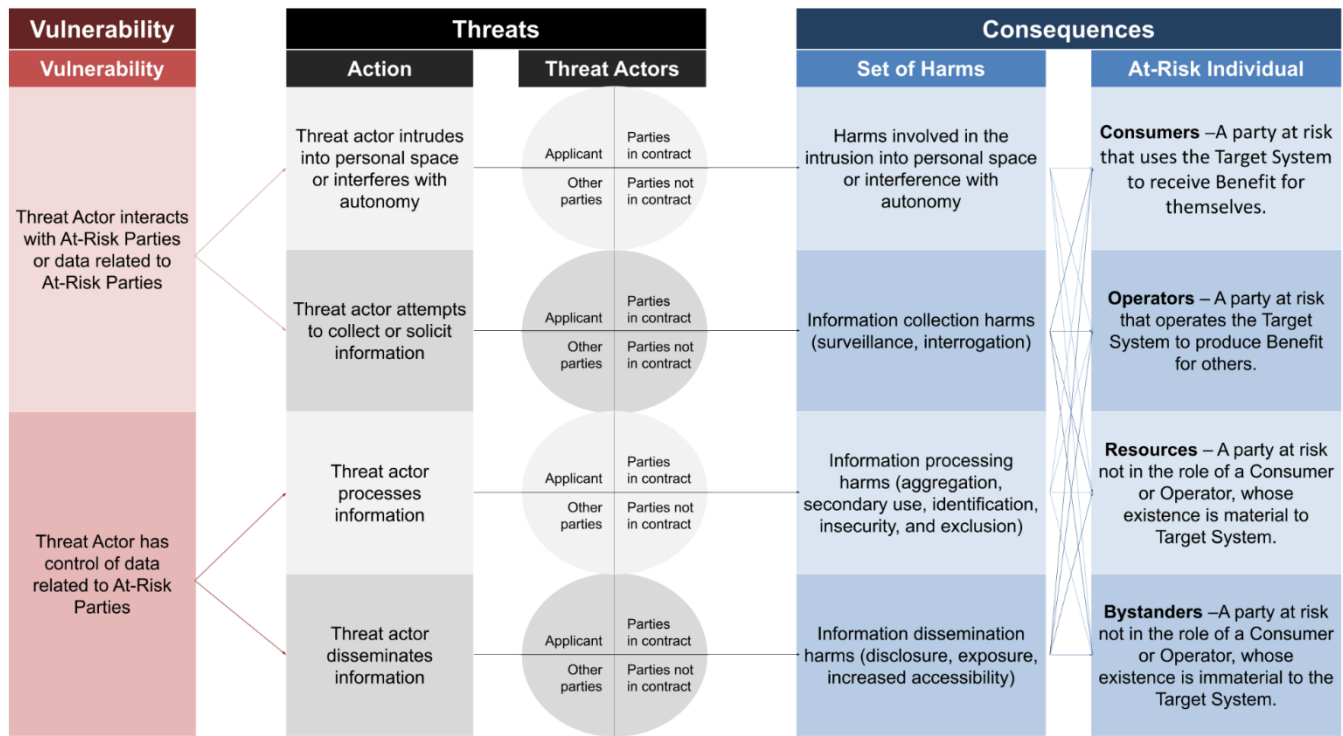 Vulnerability
Threats
Consequences
Vulnerability
Action
Threat Actors
Set of Harms
At-Risk Individual
Threat Actor interacts
with At-Risk Parties
or data related to
At-Risk Parties
Threat actor intrudes
into personal space
or interferes with
autonomy
Applicant
Parties
in contract
Other
parties
Parties not
in contract
Harms involved in the
intrusion into personal space
or interference with
autonomy
Consumers –A party at risk
that uses the Target System
to receive Benefit for
themselves.
Threat actor attempts
to collect or solicit
information
Applicant
Parties
in contract
Other
parties
Parties not
in contract
Information collection harms
(surveillance, interrogation)
Operators – A party at risk
that operates the Target
System to produce Benefit
for others.
Threat Actor has
control of data
related to At-Risk
Parties
Threat actor
processes
information
Applicant
Parties
in contract
Other
parties
Parties not
in contract
Information processing
harms (aggregation,
secondary use, identification,
insecurity, and exclusion)
Resources – A party at risk
not in the role of a Consumer
or Operator, whose
existence is material to
Target System.
Threat actor
disseminates
information
Applicant
Parties
in contract
Other
parties
Parties not
in contract
Information dissemination
harms (disclosure, exposure,
increased accessibility)
Bystanders –A party at risk
not in the role of a Consumer
or Operator, whose
existence is immaterial to the
Target System.